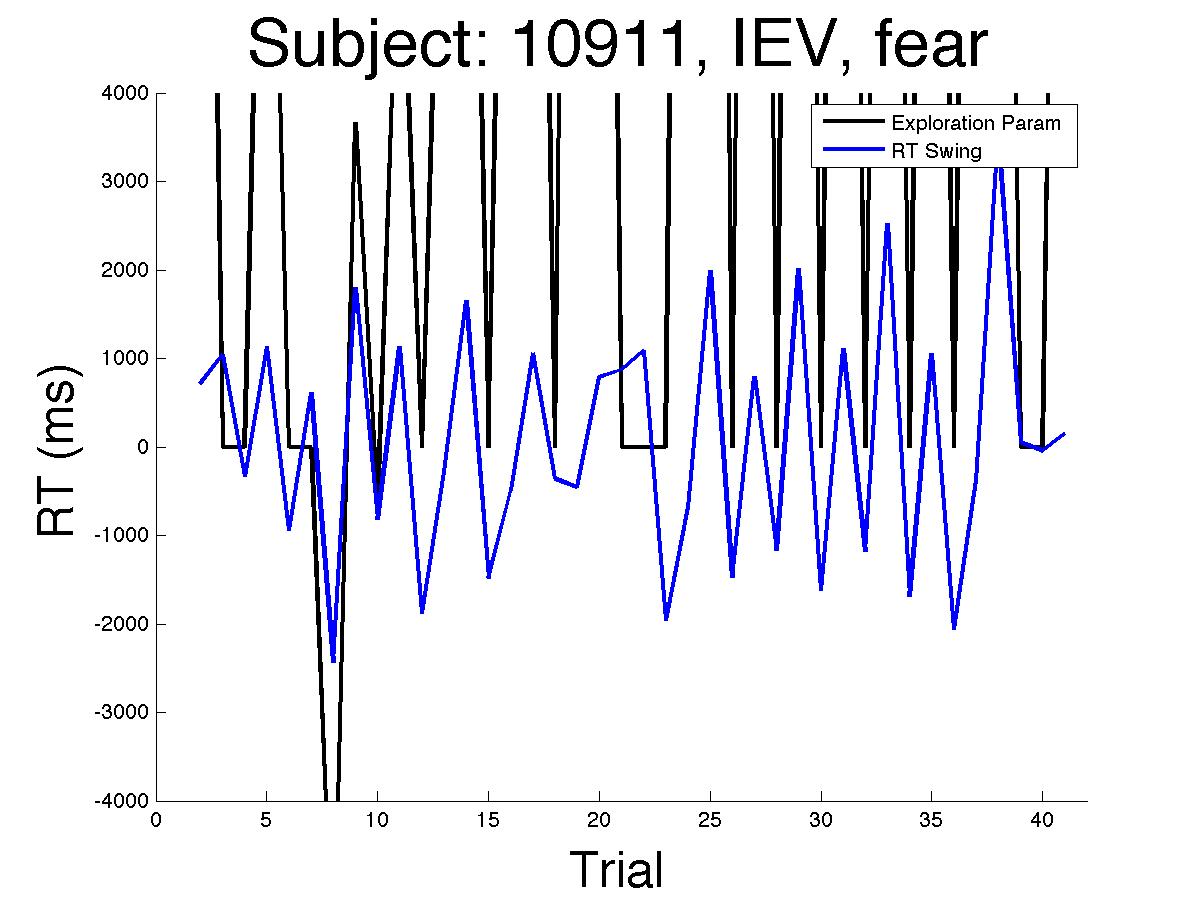 Subject: 10911, IEV, fear
4000
3000
2000
1000
0
-1000
-2000
-3000
-4000
RT (ms)
Exploration Param
RT Swing
0 5 10 15 20 25 30 35 40
Trial